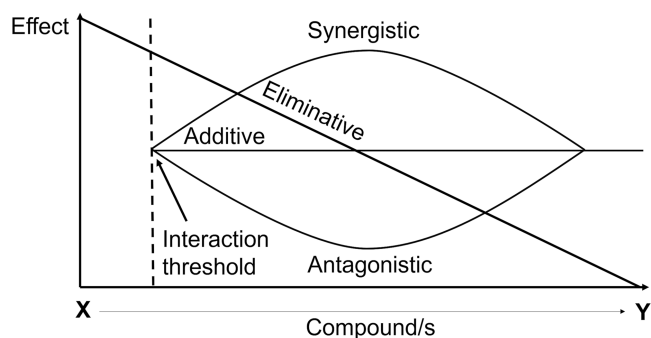 Effect
Synergistic
Eliminative
Additive
Interaction
threshold
Antagonistic
X
Y
Compound/s